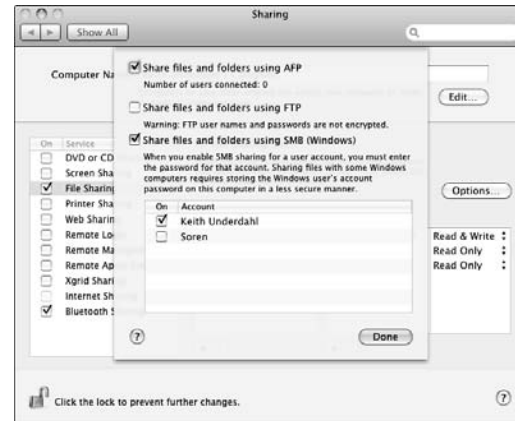 Sharing
Show All
Computer Na
Edit...
Share files and folders using AFP
Number of users connected: 0
Share files and folders using FTP
Warning: FTP user names and passwords are not encrypted.
Share files and folders using SMB (Windows)
When you enable SMB sharing for a user account, you must enter
the password for that account. Sharing files with some Windows
computers requires storing the Windows user's account
password on this computer in a less secure manner.
On Account
Keith Underdahl
Soren
Done
On Service
DVD or CD
Screen Sha
File Sharing
Printer Sha
Web Sharin
Remote Lo
Remote Ma
Remote Ap
Xgrid Shari
Internet Sh
Bluetooth S
Options...
Read & Write
Read Only
Read Only
Click the lock to prevent further changes.